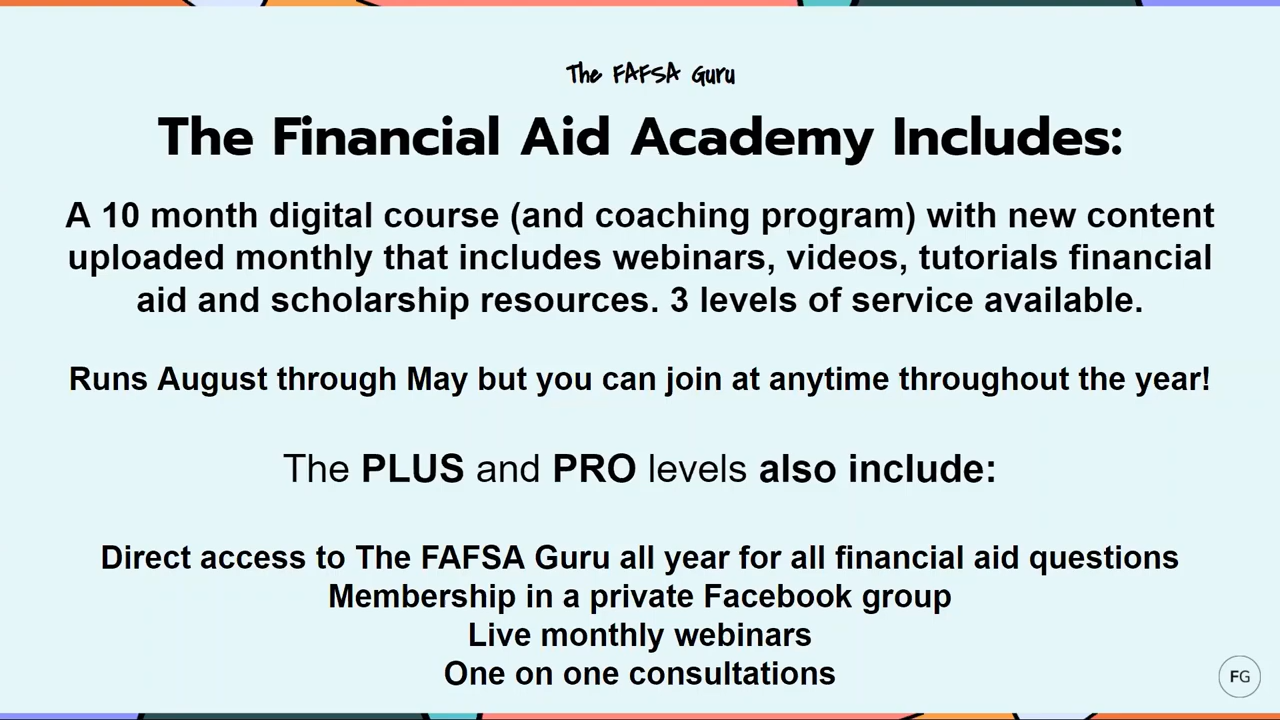 The FAFSA Guru
The Financial Aid Academy Includes:
A 10 month digital course (and coaching program) with new content
uploaded monthly that includes webinars, videos, tutorials financial
aid and scholarship resources. 3 levels of service available.
Runs August through May but you can join at anytime throughout the year!
The PLUS and PRO levels also include:
Direct access to The FAFSA Guru all year for all financial aid questions
Membership in a private Facebook group
Live monthly webinars
One on one consultations
FG